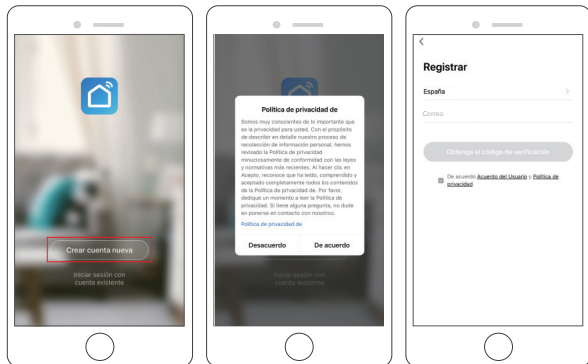 Crear cuenta nueva
Iniciar sesión con
cuenta existente
Política de privacidad de
Somos muy conscientes de lo importante que
es la privacidad para usted. Con el propósito
de describir en detalle nuestro proceso de
recolección de información personal, hemos
revisado la Política de privacidad
minuciosamente de conformidad con las leyes
y normativas más recientes. Al hacer clic en
Acepto, reconoce que ha leído, comprendido y
aceptado completamente todos los contenidos
de la Política de privacidad de. Por favor,
dedique un momento a leer la Política de
privacidad. Si tiene alguna pregunta, no dude
en ponerse en contacto con nosotros.
Política de privacidad de
Desacuerdo De acuerdo
Iniciar sesión con
cuenta existente
Registrar
España
Correo
Obtenga el código de verificación
De acuerdo Acuerdo del Usuario y Política de
privacidad